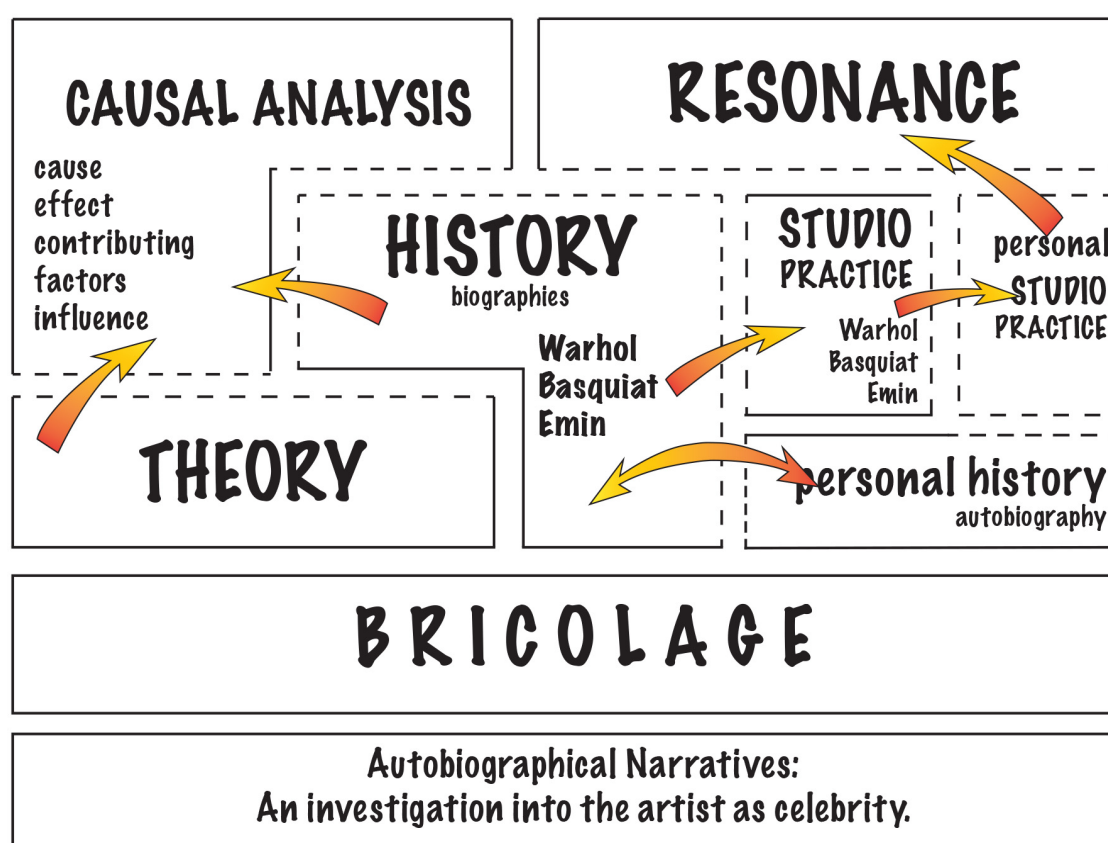 CAUSAL ANALYSIS
cause
effect
contributing
factors
influence
RESONANCE
HISTORY
biographies
Warhol
Basquiat
Emin
STUDIO
PRACTICE
Warhol
Basquiat
Emin
personal
STUDIO
PRACTICE
THEORY
personal history
autobiography
BRICOLAGE
Autobiographical Narratives:
An investigation into the artist as celebrity.